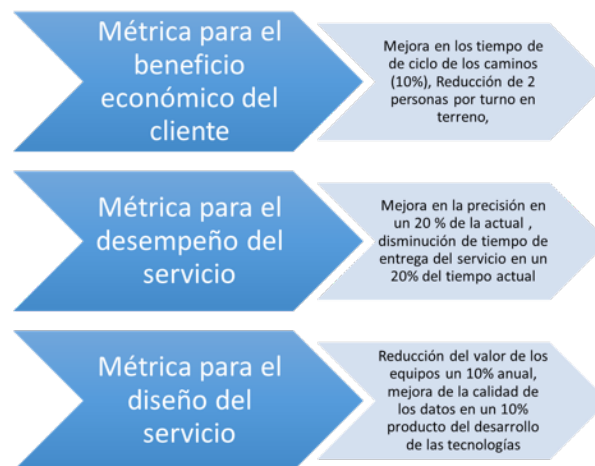 Métrica para el
beneficio
económico del
cliente
Mejora en los tiempo de
de ciclo de los caminos
(10%), Reducción de 2
personas por turno en
terreno,
Métrica para el
desempeño del
servicio
Mejora en la precisión en
un 20 % de la actual ,
disminución de tiempo de
entrega del servicio en un
20% del tiempo actual
Métrica para el
diseño del
servicio
Reducción del valor de los
equipos un 10% anual,
mejora de la calidad de
los datos en un 10%
producto del desarrollo
de las tecnologías